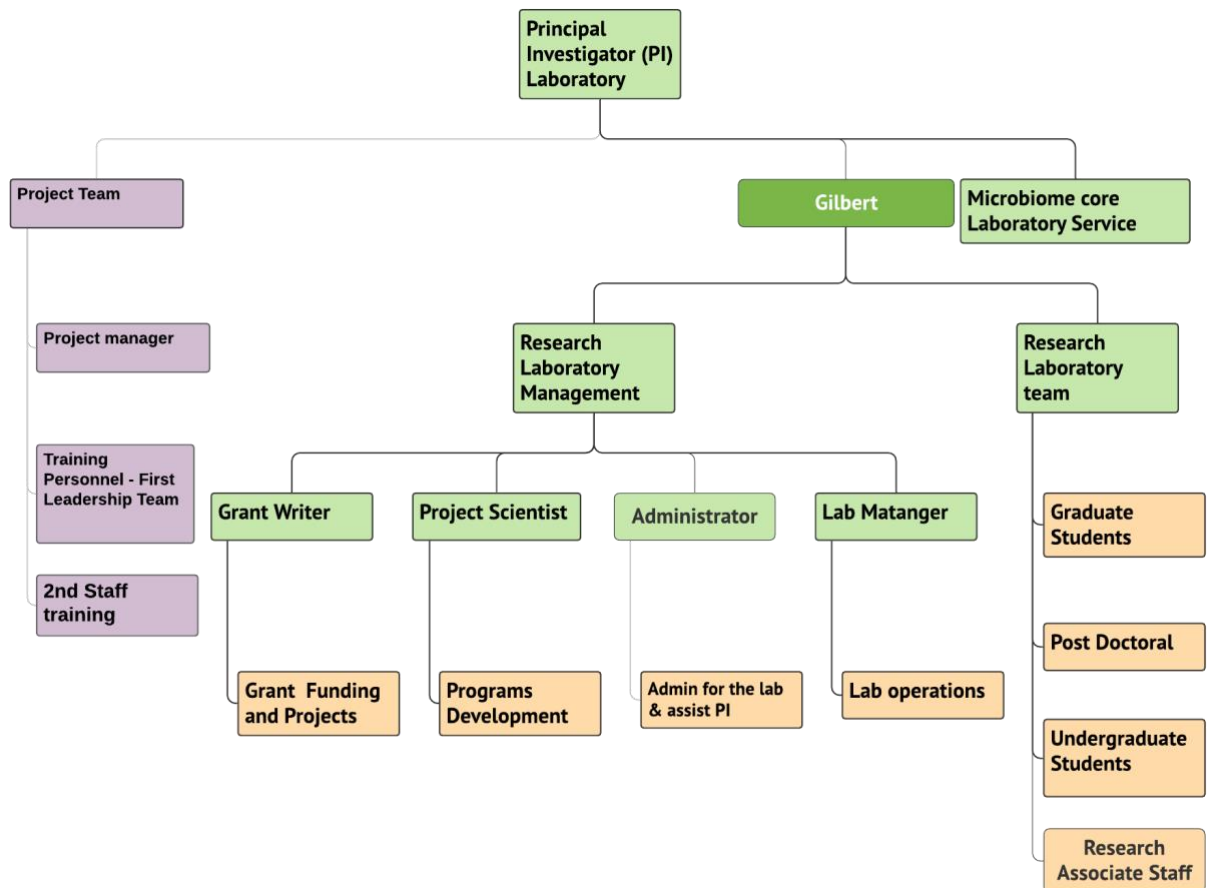 Principal
Investigator (PI)
Laboratory
Project Team
Gilbert
Microbiome core
Laboratory Service
Project manager
Research
Laboratory
Management
Research
Laboratory
team
Training
Personnel - First
Leadership Team
Grant Writer
Project Scientist
Administrator
Lab Matanger
Graduate
Students
2nd Staff
training
Post Doctoral
Grant Funding
and Projects
Programs
Development
Admin for the lab
& assist PI
Lab operations
Undergraduate
Students
Research
Associate Staff